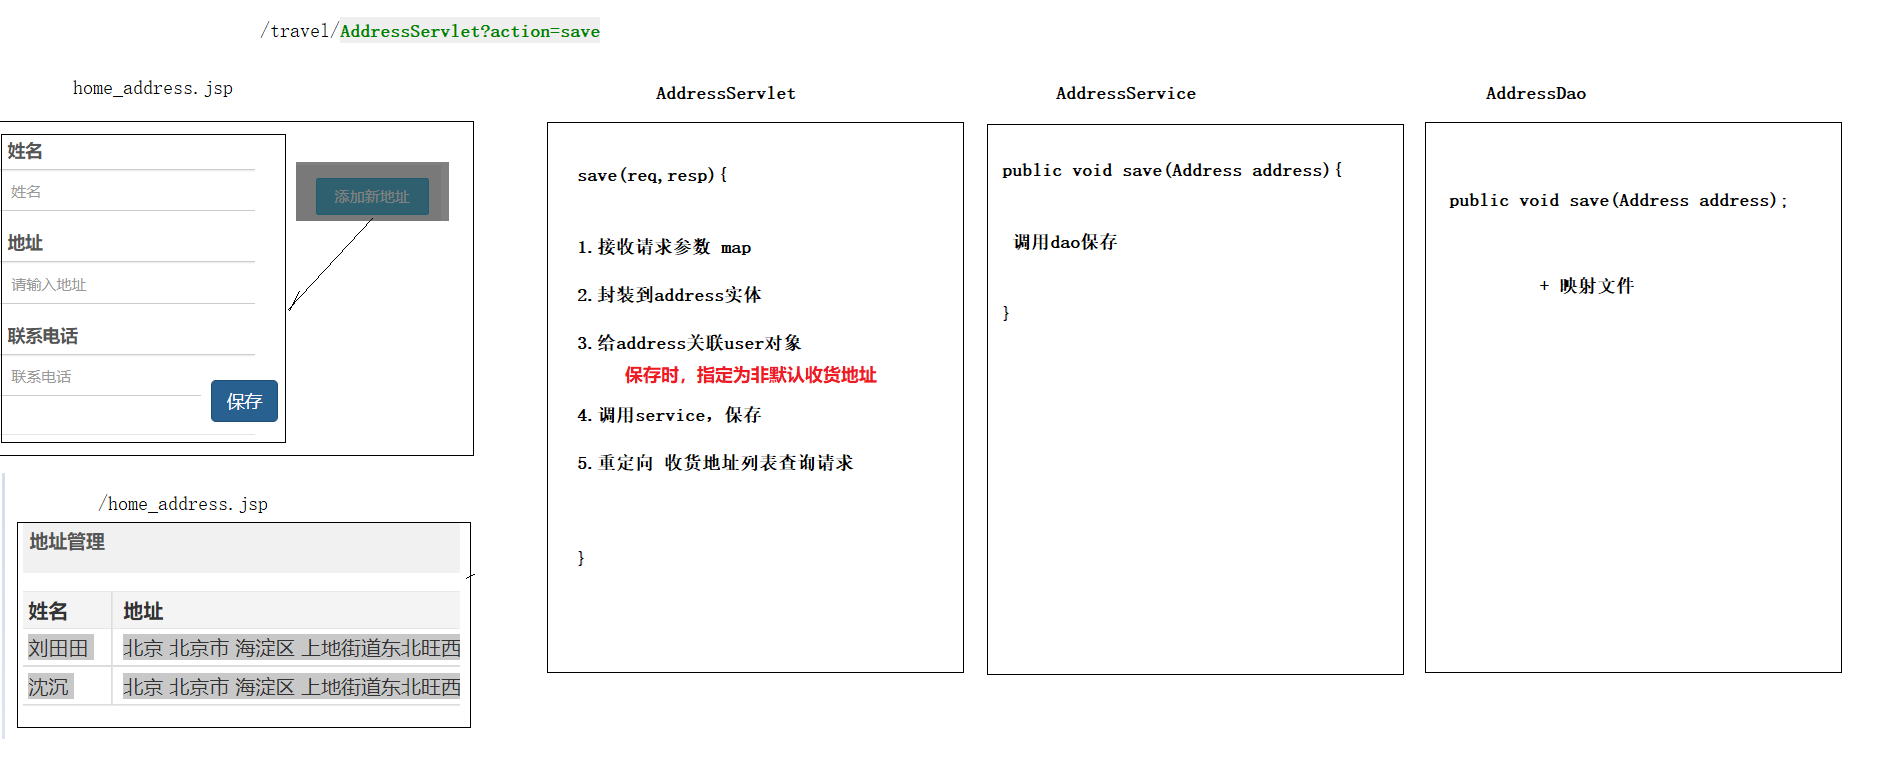 /travel/AddressServlet?action=save
home_address.jsp
姓名
姓名
地址
请输入地址
联系电话
联系电话
保存
添加新地址
/home_address.jsp
地址管理
姓名 地址
刘田田 北京 北京市 海淀区 上地街道东北旺西
沈沉 北京 北京市 海淀区 上地街道东北旺西
AddressServlet
save(req,resp){
1.接收请求参数 map
2.封装到address实体
3.给address关联user对象
保存时，指定为非默认收货地址
4.调用service，保存
5.重定向 收货地址列表查询请求
}
AddressService
public void save(Address address){
调用dao保存
}
AddressDao
public void save(Address address);
+ 映射文件